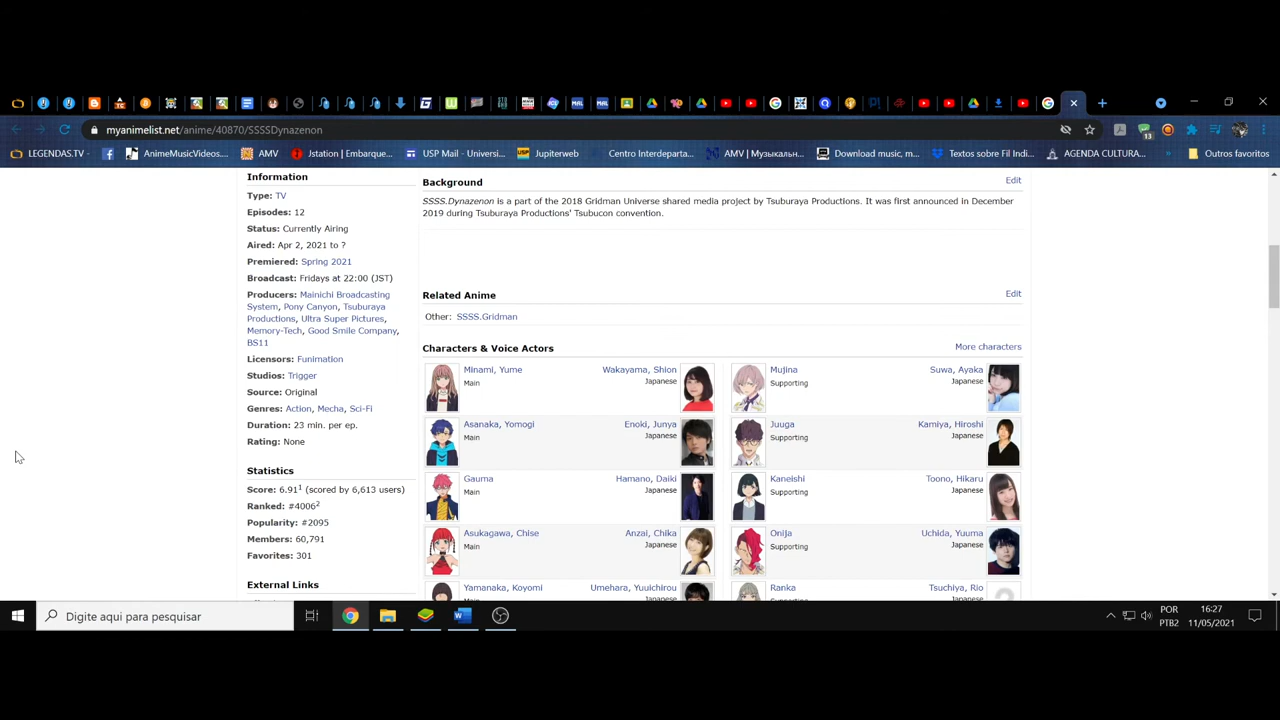 myanimelist.net/anime/40870/SSSSDynazenon
13
LEGENDAS.TV -
AnimeMusicVideos...
AMV
Jstation | Embarque...
USP Mail - Universi...
Jupiterweb
Centro Interdeparta...
AMV | Музыкальн...
Download music, m...
Textos sobre Fil Indi...
AGENDA CULTURA...
»
Outros favoritos
Information
Type: TV
Episodes: 12
Status: Currently Airing
Aired: Apr 2, 2021 to ?
Premiered: Spring 2021
Broadcast: Fridays at 22:00 (JST)
Producers: Mainichi Broadcasting
System, Pony Canyon, Tsuburaya
Productions, Ultra Super Pictures,
Memory-Tech, Good Smile Company,
BS11
Licensors: Funimation
Studios: Trigger
Source: Original
Genres: Action, Mecha, Sci-Fi
Duration: 23 min. per ep.
Rating: None
Statistics
Score: 6.91¹ (scored by 6,613 users)
Ranked: #4006²
Popularity: #2095
Members: 60,791
Favorites: 301
External Links
Background
Edit
SSSS.Dynazenon is a part of the 2018 Gridman Universe shared media project by Tsuburaya Productions. It was first announced in December
2019 during Tsuburaya Productions' Tsubucon convention.
Related Anime
Edit
Other: SSSS.Gridman
Characters & Voice Actors
More characters
Minami, Yume
Main
Wakayama, Shion
Japanese
Mujina
Supporting
Suwa, Ayaka
Japanese
Asanaka, Yomogi
Main
Enoki, Junya
Japanese
Juuga
Supporting
Kamiya, Hiroshi
Japanese
Gauma
Main
Hamano, Daiki
Japanese
Kaneishi
Supporting
Toono, Hikaru
Japanese
Asukagawa, Chise
Main
Anzai, Chika
Japanese
Onija
Supporting
Uchida, Yuuma
Japanese
Yamanaka, Koyomi
Umehara, Yuuichirou
Ranka
Tsuchiya, Rio
Digite aqui para pesquisar
POR
PTB2
16:27
11/05/2021